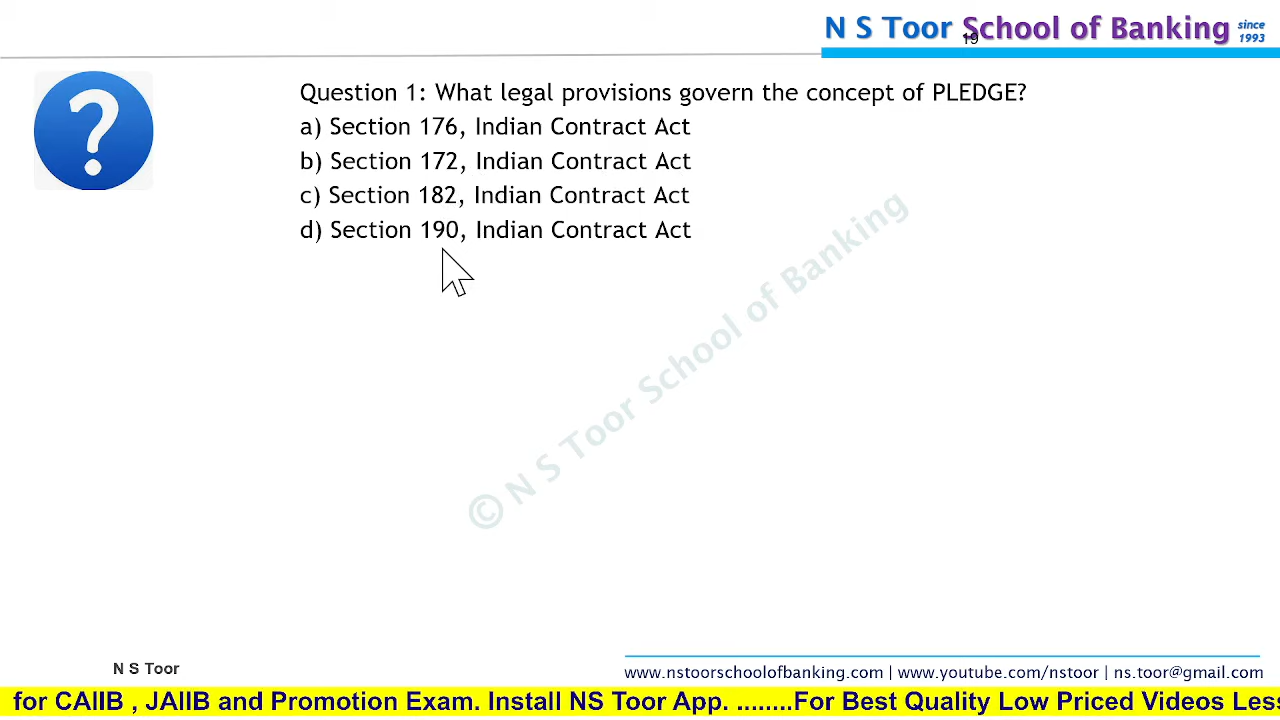 N S Toor School of Banking since 1993
19
Question 1: What legal provisions govern the concept of PLEDGE?
a) Section 176, Indian Contract Act
b) Section 172, Indian Contract Act
c) Section 182, Indian Contract Act
d) Section 190, Indian Contract Act
© N S Toor School of Banking
N S Toor
www.nstoorschoolofbanking.com | www.youtube.com/nstoor | ns.toor@gmail.com
for CAIIB , JAIIB and Promotion Exam. Install NS Toor App. ........For Best Quality Low Priced Videos Less